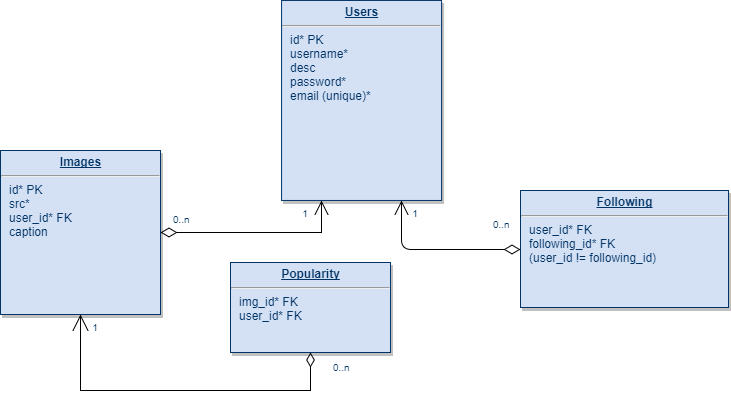 Users
id* PK
username*
desc
password*
email (unique)*
Images
id* PK
src*
user_id* FK
caption
0..n
1
1
0..n
Following
user_id* FK
following_id* FK
(user_id != following_id)
Popularity
img_id* FK
user_id* FK
1
0..n